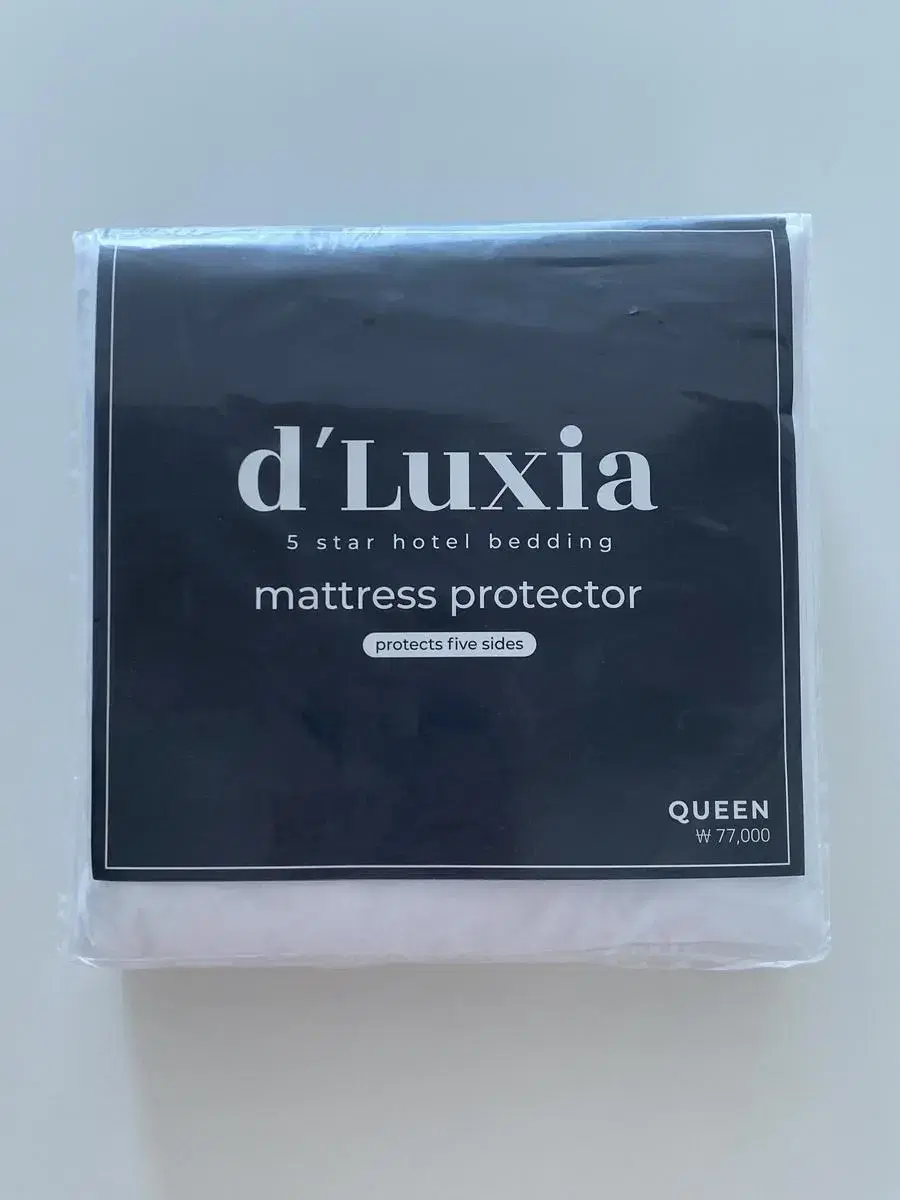 d'Luxia
5 star hotel bedding
mattress protector
protects five sides
QUEEN
₩ 77,000